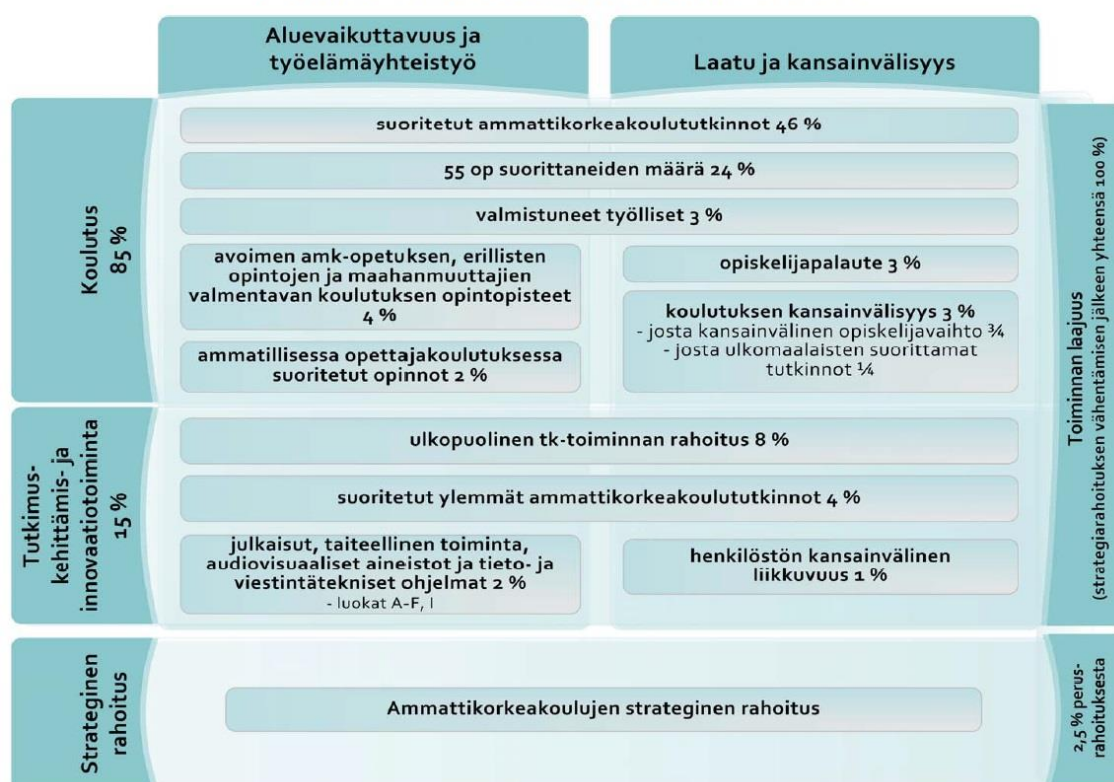 Aluevaikuttavuus ja
työelämäyhteistyö
Laatu ja kansainvälisyys
Koulutus
85 %
suoritetut ammattikorkeakoulututkinnot 46 %
55 op suorittaneiden määrä 24 %
valmistuneet työlliset 3 %
avoimen amk-opetuksen, erillisten
opintojen ja maahanmuuttajien
valmentavan koulutuksen opintopisteet
4 %
ammatillisessa opettajakoulutuksessa
suoritetut opinnot 2 %
opiskelijapalaute 3 %
koulutuksen kansainvälisyys 3 %
- josta kansainvälinen opiskelijavaihto ¾
- josta ulkomaalaisten suorittamat
tutkinnot ¼
Tutkimus-
kehittämis- ja
innovaatiotoiminta
15 %
ulkopuolinen tk-toiminnan rahoitus 8 %
suoritetut ylemmät ammattikorkeakoulututkinnot 4 %
julkaisut, taiteellinen toiminta,
audiovisuaaliset aineistot ja tieto- ja
viestintätekniset ohjelmat 2 %
- luokat A-F, I
henkilöstön kansainvälinen
liikkuvuus 1 %
Toiminnan laajuus
(strategiarahoituksen vähentämisen jälkeen yhteensä 100 %)
Strateginen
rahoitus
Ammattikorkeakoulujen strateginen rahoitus
2,5 % perus-
rahoituksesta